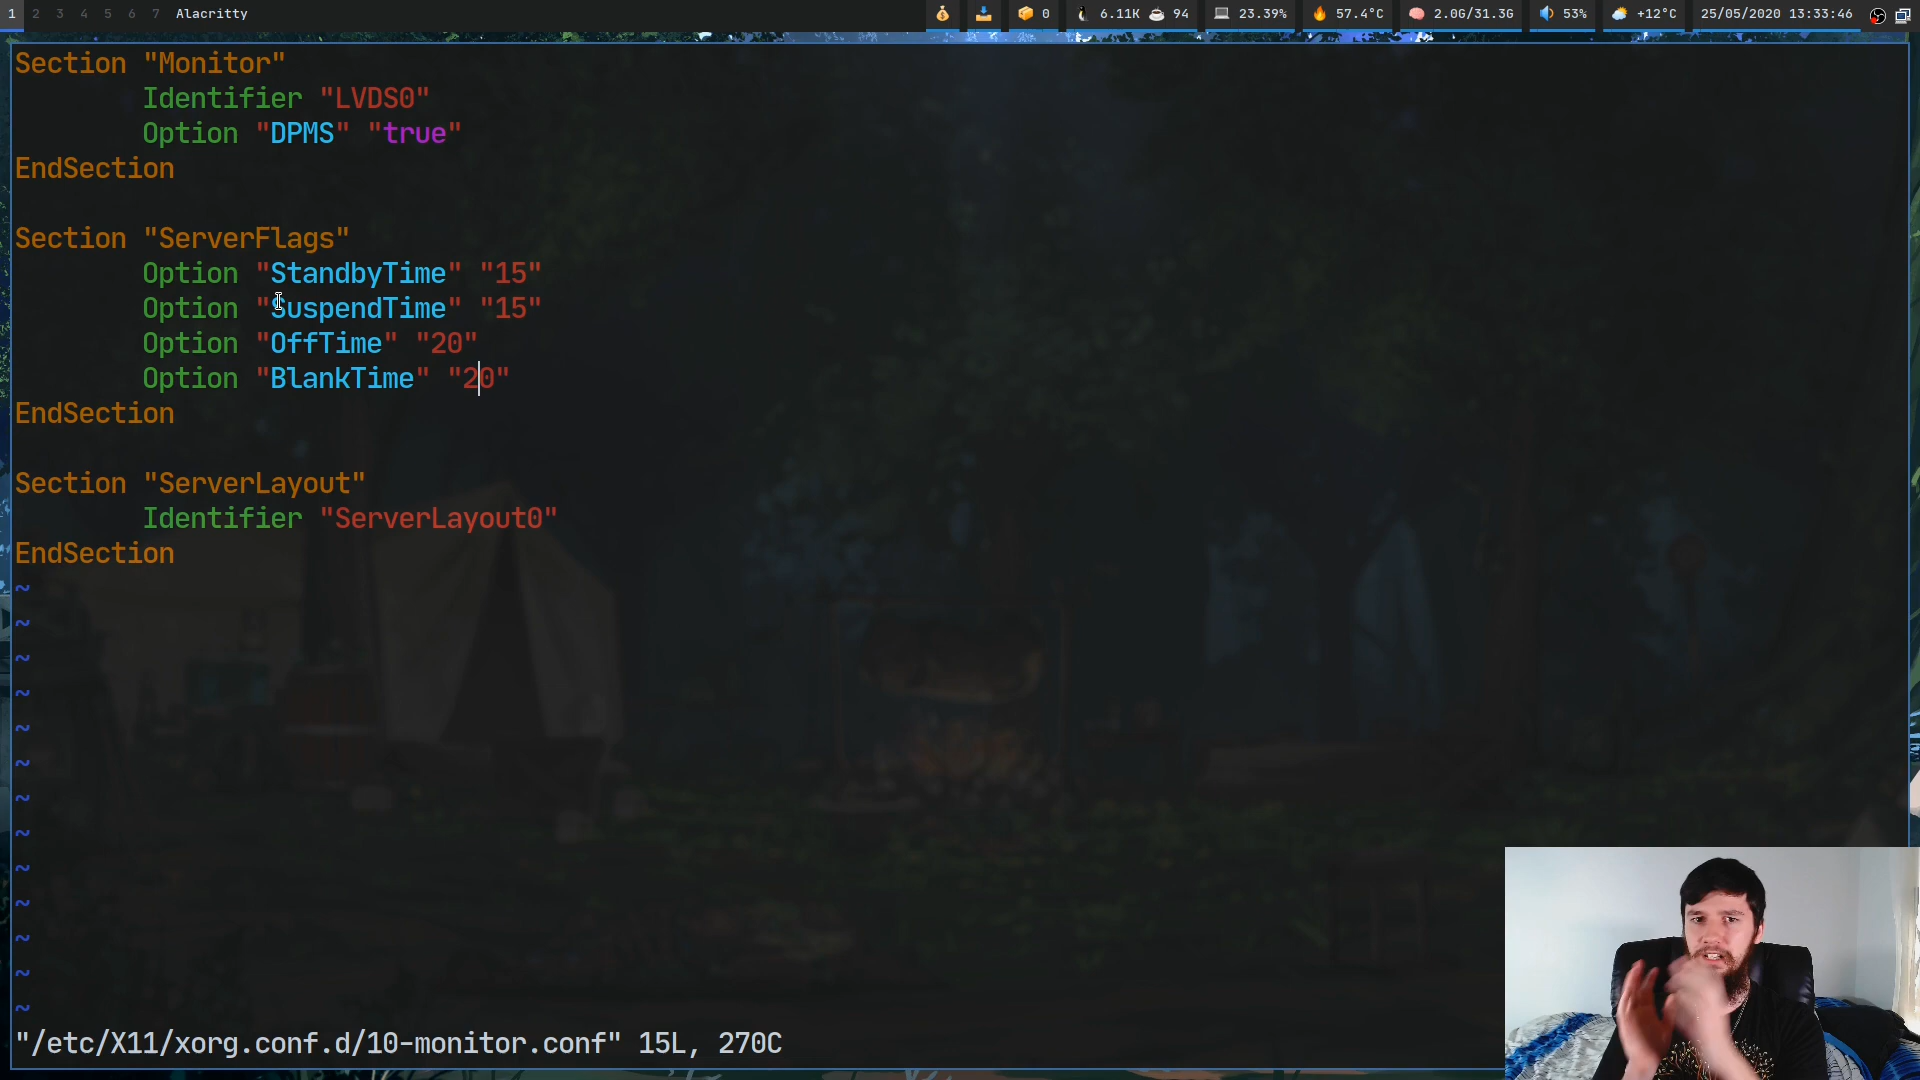 1 2 3 4 5 6 7 Alacritty 0 6.11K 94 23.39% 57.4°C 2.0G/31.3G 53% +12°C 25/05/2020 13:33:46
Section "Monitor"
Identifier "LVDS0"
Option "DPMS" "true"
EndSection
Section "ServerFlags"
Option "StandbyTime" "15"
Option "SuspendTime" "15"
Option "OffTime" "20"
Option "BlankTime" "20"
EndSection
Section "ServerLayout"
Identifier "ServerLayout0"
EndSection
~
~
~
~
~
~
~
~
~
~
~
~
~
"/etc/X11/xorg.conf.d/10-monitor.conf" 15L, 270C